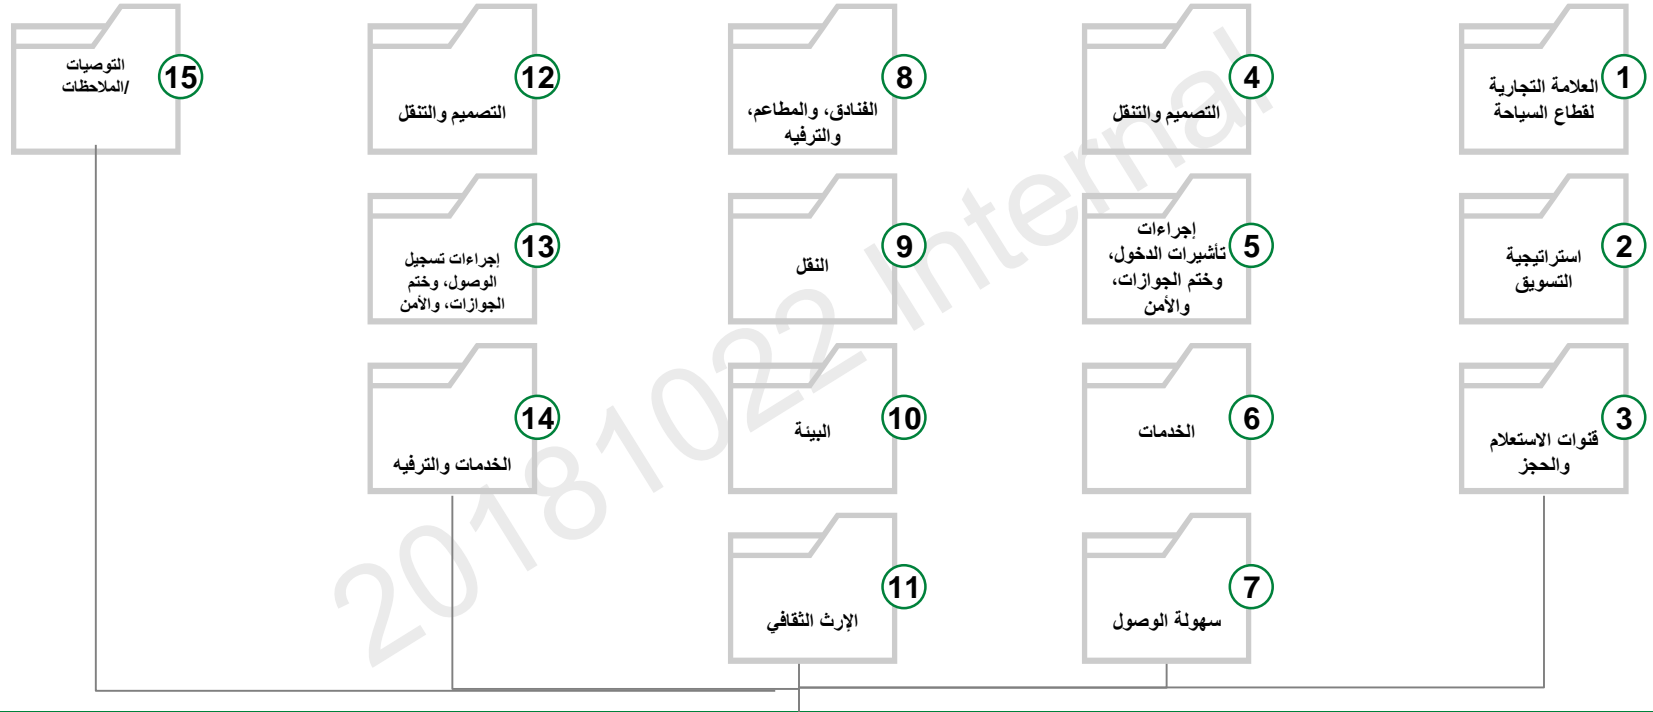 1
العلامة التجارية
لقطاع السياحة
2
استراتيجية
التسويق
3
قنوات الاستعلام
والحجز
4
التصميم والتنقل
5
إجراءات
تأشيرات الدخول،
وختم الجوازات،
والأمن
6
الخدمات
7
سهولة الوصول
8
الفنادق، والمطاعم،
والترفيه
9
النقل
10
البيئة
11
الإرث الثقافي
12
التصميم والتنقل
13
إجراءات تسجيل
الوصول، وختم
الجوازات، والأمن
14
الخدمات والترفيه
15
التوصيات
/الملاحظات
20181022 Internal